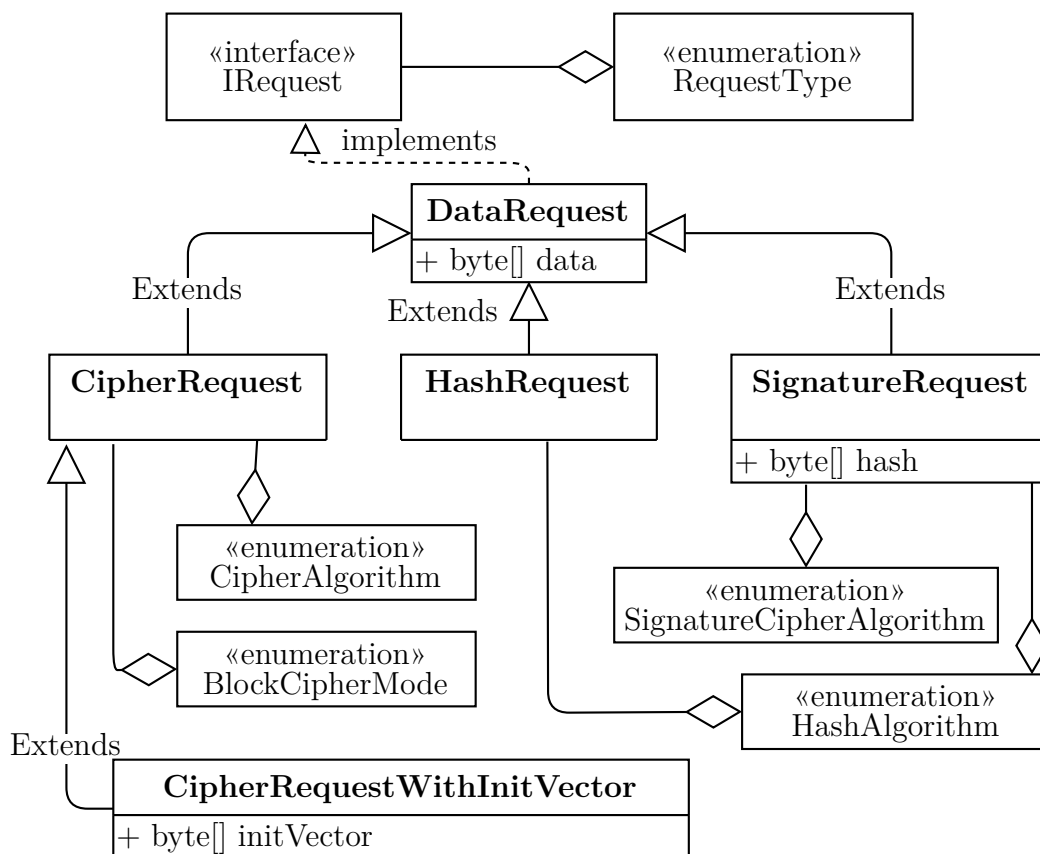 «interface»
IRequest
«enumeration»
RequestType
implements
DataRequest
+ byte[] data
Extends
Extends
Extends
CipherRequest
HashRequest
SignatureRequest
+ byte[] hash
«enumeration»
CipherAlgorithm
«enumeration»
SignatureCipherAlgorithm
«enumeration»
BlockCipherMode
«enumeration»
HashAlgorithm
Extends
CipherRequestWithInitVector
+ byte[] initVector